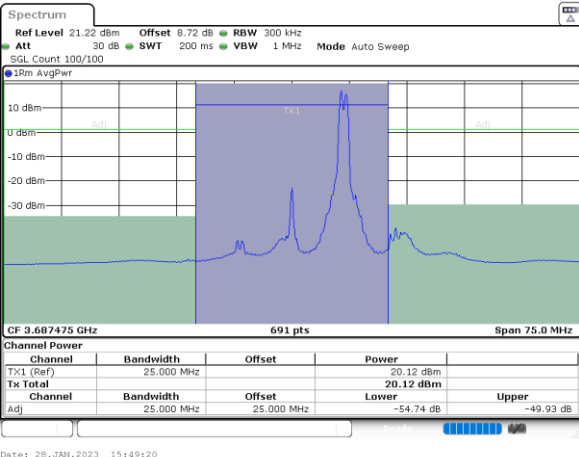 Spectrum
Ref Level 21.22 dBm Offset 8.72 dB RBW 300 kHz
Att 30 dB SWT 200 ms VBW 1 MHz Mode Auto Sweep
SGL Count 100/100
1Rm AvgPwr
10 dBm
TX1
Adj Adj
0 dBm
-10 dBm
-20 dBm
-30 dBm
CF 3.687475 GHz 691 pts Span 75.0 MHz
Channel Power
Channel Bandwidth Offset Power
TX1 (Ref) 25.000 MHz 20.12 dBm
Tx Total 20.12 dBm
Channel Bandwidth Offset Lower Upper
Adj 25.000 MHz 25.000 MHz -54.74 dB -49.93 dB
Ready
Date: 28.JAN.2023 15:49:20